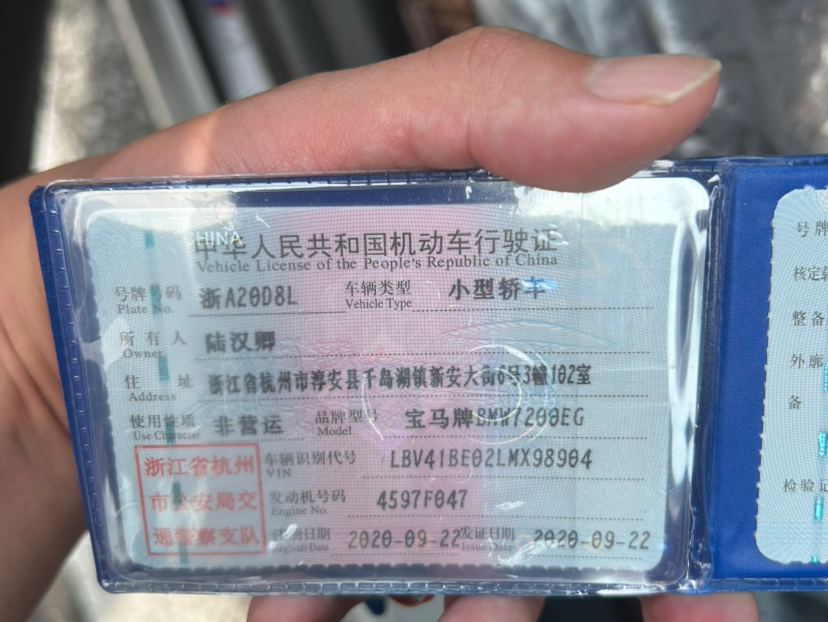 中华人民共和国机动车行驶证
Vehicle License of the People's Republic of China
号牌号码 浙A20D8L 车辆类型 小型轿车
Plate No. Vehicle Type
所有人 陆汉卿
Owner
住址 浙江省杭州市淳安县千岛湖镇新安大街6号3幢102室
Address
使用性质 非营运 品牌型号 宝马牌BMW7200EG
Use Character Model
浙江省杭州市公安局交通警察支队
车辆识别代号 LBV41BE02LMX98904
VIN
发动机号码 4597F047
Engine No.
注册日期 2020-09-22 发证日期 2020-09-22
Register Date Issue Date
号牌
核定
整备
外廓
备
检验记